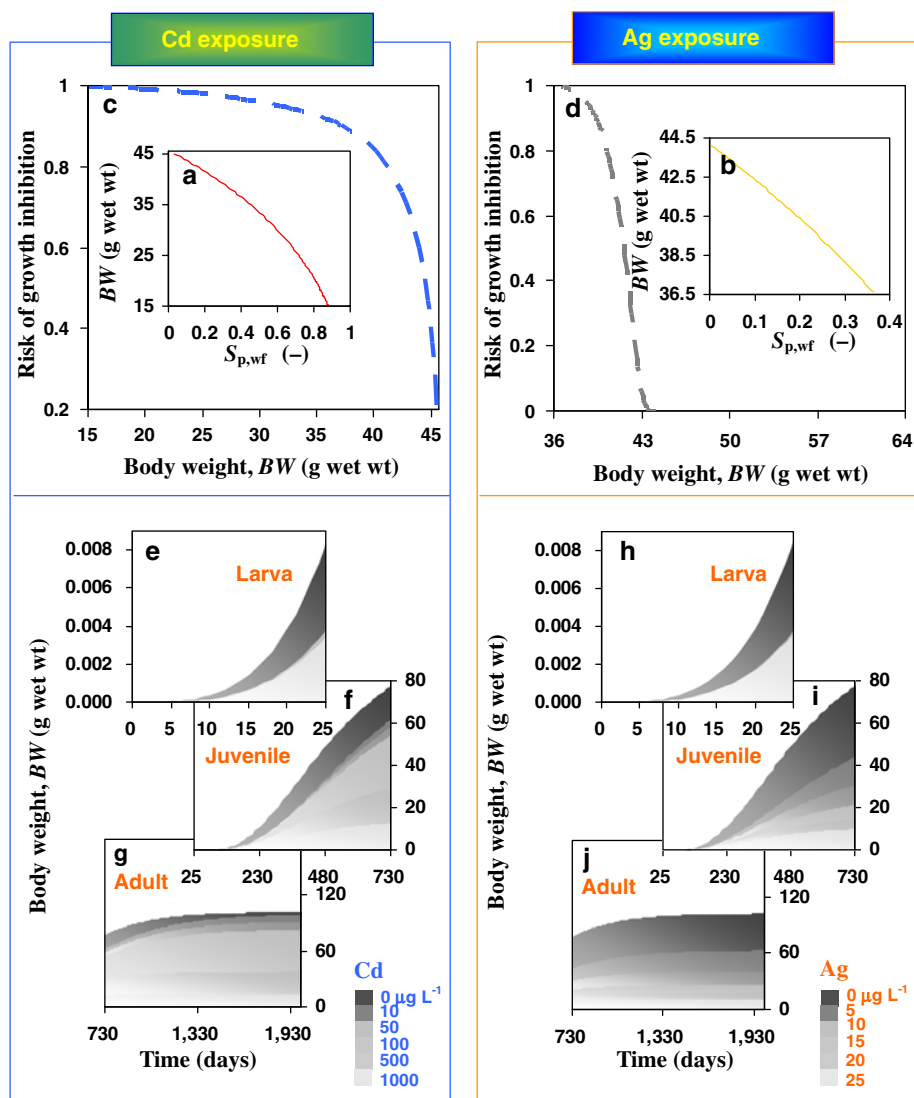 Cd exposure
Ag exposure
Risk of growth inhibition
1
0.8
0.6
0.4
0.2
c
a
BW (g wet wt)
45
35
25
15
0 0.2 0.4 0.6 0.8 1
S_p,wf (–)
15 20 25 30 35 40 45
Body weight, BW (g wet wt)
Risk of growth inhibition
1
0.8
0.6
0.4
0.2
0
d
b
BW (g wet wt)
44.5
42.5
40.5
38.5
36.5
0 0.1 0.2 0.3 0.4
S_p,wf (–)
36 43 50 57 64
Body weight, BW (g wet wt)
Body weight, BW (g wet wt)
0.008
0.006
0.004
0.002
0.000
e
Larva
0 5 10 15 20 25
f
Juvenile
80
60
40
20
0
25 230 480 730
g
Adult
120
60
0
730 1,330 1,930
Time (days)
Cd
0 µg L⁻¹
10
50
100
500
1000
Body weight, BW (g wet wt)
0.008
0.006
0.004
0.002
0.000
h
Larva
0 5 10 15 20 25
i
Juvenile
80
60
40
20
0
25 230 480 730
j
Adult
120
60
0
730 1,330 1,930
Time (days)
Ag
0 µg L⁻¹
5
10
15
20
25